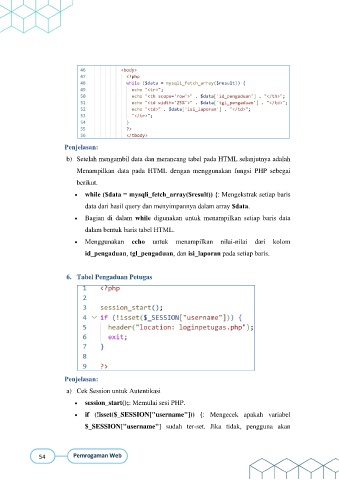 46 <tbody>
47 <?php
48 while ($data = mysqli_fetch_array($result)) {
49 echo "<tr>";
50 echo "<th scope='row'>" . $data['id_pengaduan'] . "</th>";
51 echo "<td width='25%'>" . $data['tgl_pengaduan'] . "</td>";
52 echo "<td>" . $data['isi_laporan'] . "</td>";
53 "</tr>";
54 }
55 ?>
56 </tbody>
Penjelasan:
b) Setelah mengambil data dan merancang tabel pada HTML selanjutnya adalah
Menampilkan data pada HTML dengan menggunakan fungsi PHP sebegai
berikut.
• while ($data = mysqli_fetch_array($result)) {: Mengekstrak setiap baris
data dari hasil query dan menyimpannya dalam array $data.
• Bagian di dalam while digunakan untuk menampilkan setiap baris data
dalam bentuk baris tabel HTML.
• Menggunakan echo untuk menampilkan nilai-nilai dari kolom
id_pengaduan, tgl_pengaduan, dan isi_laporan pada setiap baris.
6. Tabel Pengaduan Petugas
1 <?php
2
3 session_start();
4 if (!isset($_SESSION["username"])) {
5 header("location: loginpetugas.php");
6 exit;
7 }
8
9 ?>
Penjelasan:
a) Cek Session untuk Autentikasi
• session_start();: Memulai sesi PHP.
• if (!isset($_SESSION["username"])) {: Mengecek apakah variabel
$_SESSION["username"] sudah ter-set. Jika tidak, pengguna akan
54 Pemrogaman Web